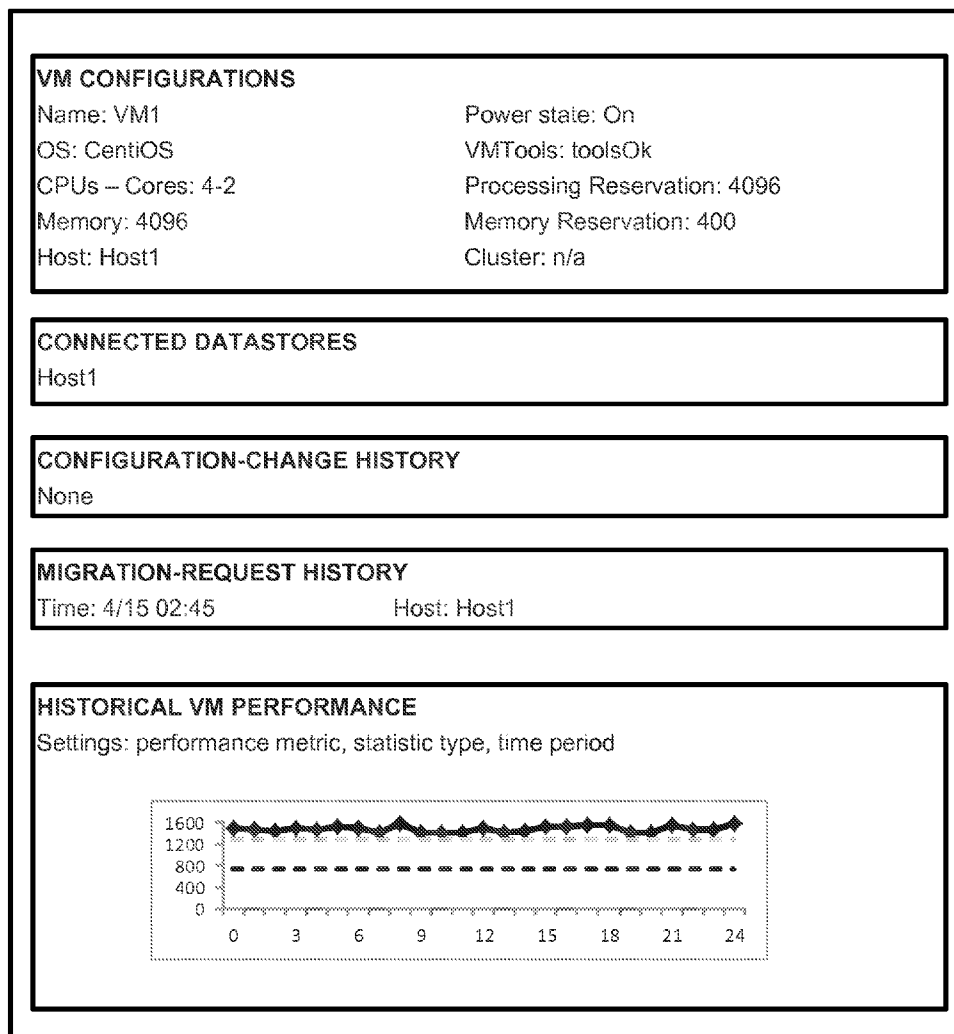 VM CONFIGURATIONS
Name: VM1 Power state: On
OS: CentiOS VMTools: toolsOk
CPUs – Cores: 4-2 Processing Reservation: 4096
Memory: 4096 Memory Reservation: 400
Host: Host1 Cluster: n/a
CONNECTED DATASTORES
Host1
CONFIGURATION-CHANGE HISTORY
None
MIGRATION-REQUEST HISTORY
Time: 4/15 02:45 Host: Host1
HISTORICAL VM PERFORMANCE
Settings: performance metric, statistic type, time period
1600
1200
800
400
0
0 3 6 9 12 15 18 21 24